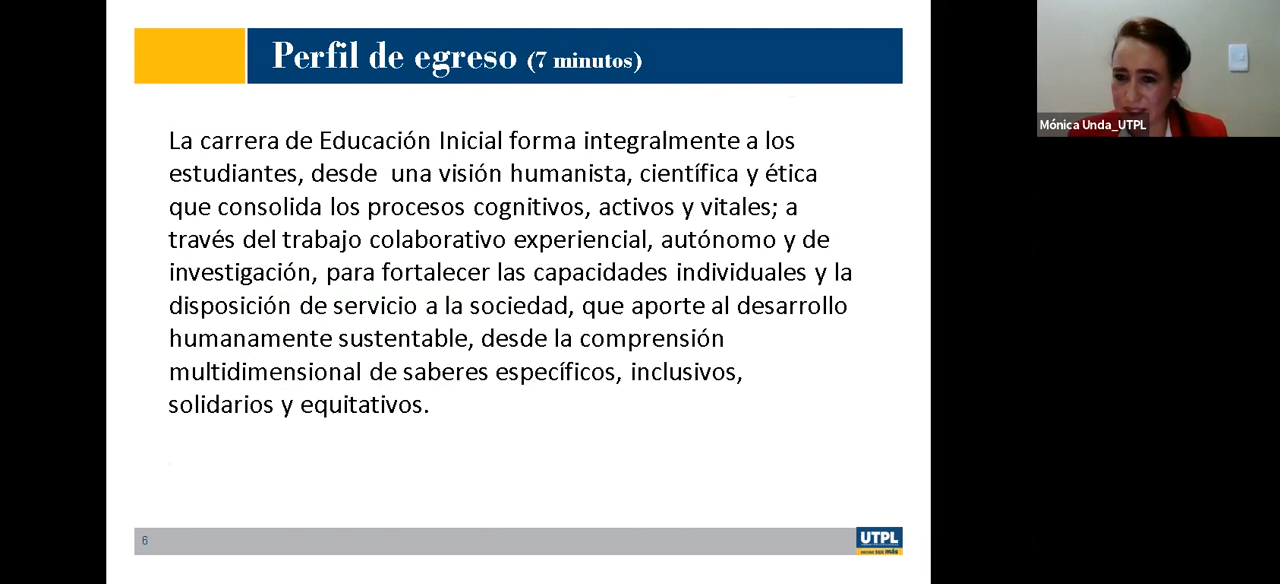 Perfil de egreso (7 minutos)
Mónica Unda_UTPL
La carrera de Educación Inicial forma integralmente a los
estudiantes, desde una visión humanista, científica y ética
que consolida los procesos cognitivos, activos y vitales; a
través del trabajo colaborativo experiencial, autónomo y de
investigación, para fortalecer las capacidades individuales y la
disposición de servicio a la sociedad, que aporte al desarrollo
humanamente sustentable, desde la comprensión
multidimensional de saberes específicos, inclusivos,
solidarios y equitativos.
6
UTPL
DECIDE SER MÁS